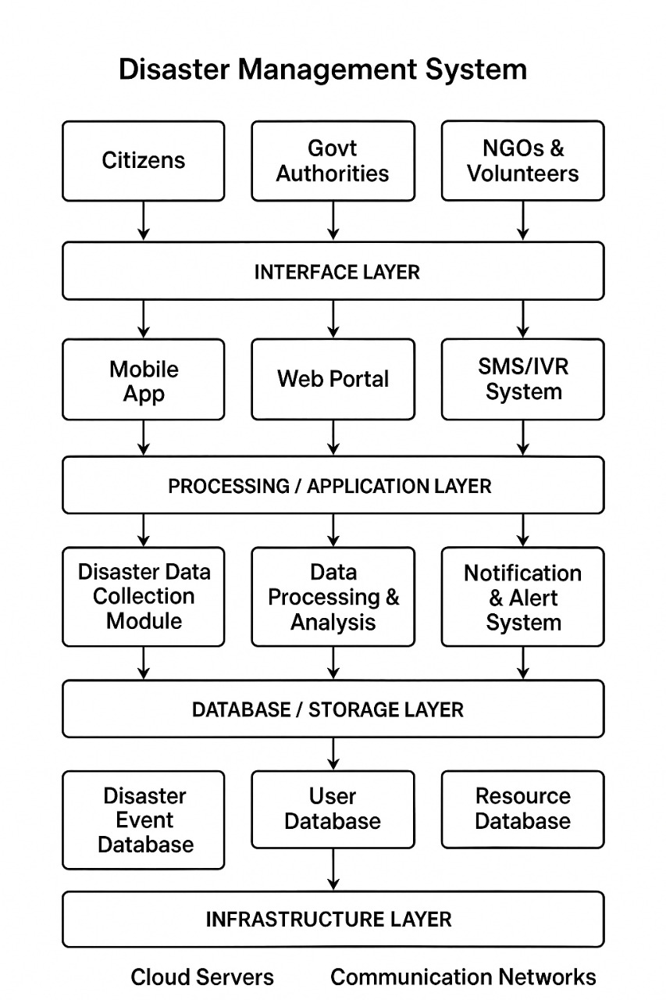 Disaster Management System
Citizens
Govt
Authorities
NGOs &
Volunteers
INTERFACE LAYER
Mobile
App
Web Portal
SMS/IVR
System
PROCESSING / APPLICATION LAYER
Disaster Data
Collection
Module
Data
Processing &
Analysis
Notification
& Alert
System
DATABASE / STORAGE LAYER
Disaster
Event
Database
User
Database
Resource
Database
INFRASTRUCTURE LAYER
Cloud Servers
Communication Networks